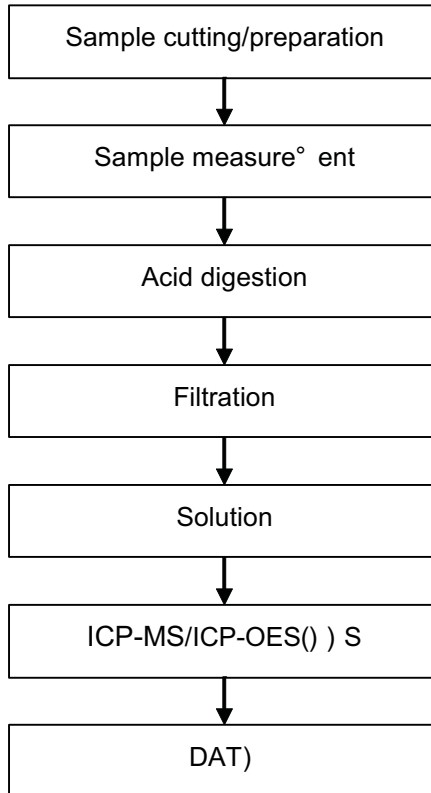 Sample cutting/preparation
Sample measure° ent
Acid digestion
Filtration
Solution
ICP-MS/ICP-OES() ) S
DAT)